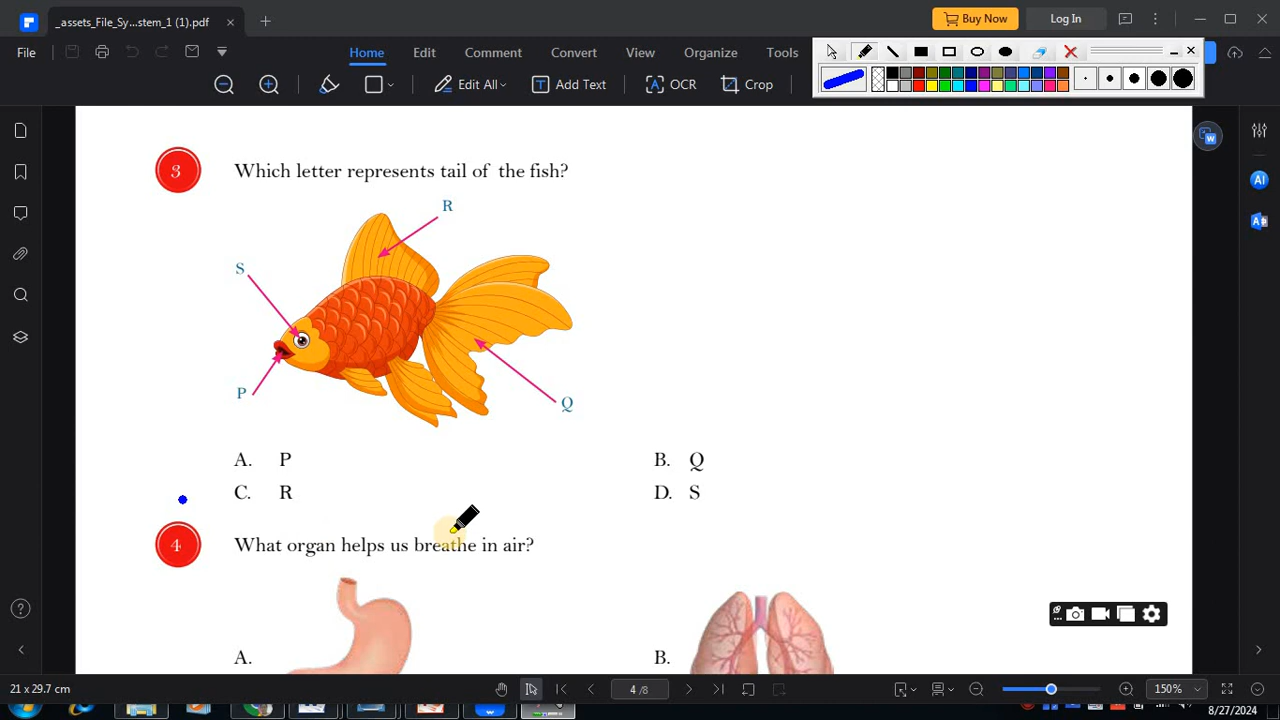 _assets_File_Sy...stem_1 (1).pdf
Buy Now
Log In
File
Home
Edit
Comment
Convert
View
Organize
Tools
Edit All
Add Text
OCR
Crop
3
Which letter represents tail of the fish?
R
S
P
Q
A. P
B. Q
C. R
D. S
4
What organ helps us breathe in air?
A.
B.
AI
21 x 29.7 cm
4 /8
150%
8/27/2024